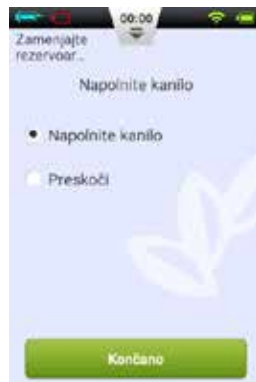 00:00
Zamenjajte
rezervoar...
Napolnite kanilo
Napolnite kanilo
Preskoči
Končano